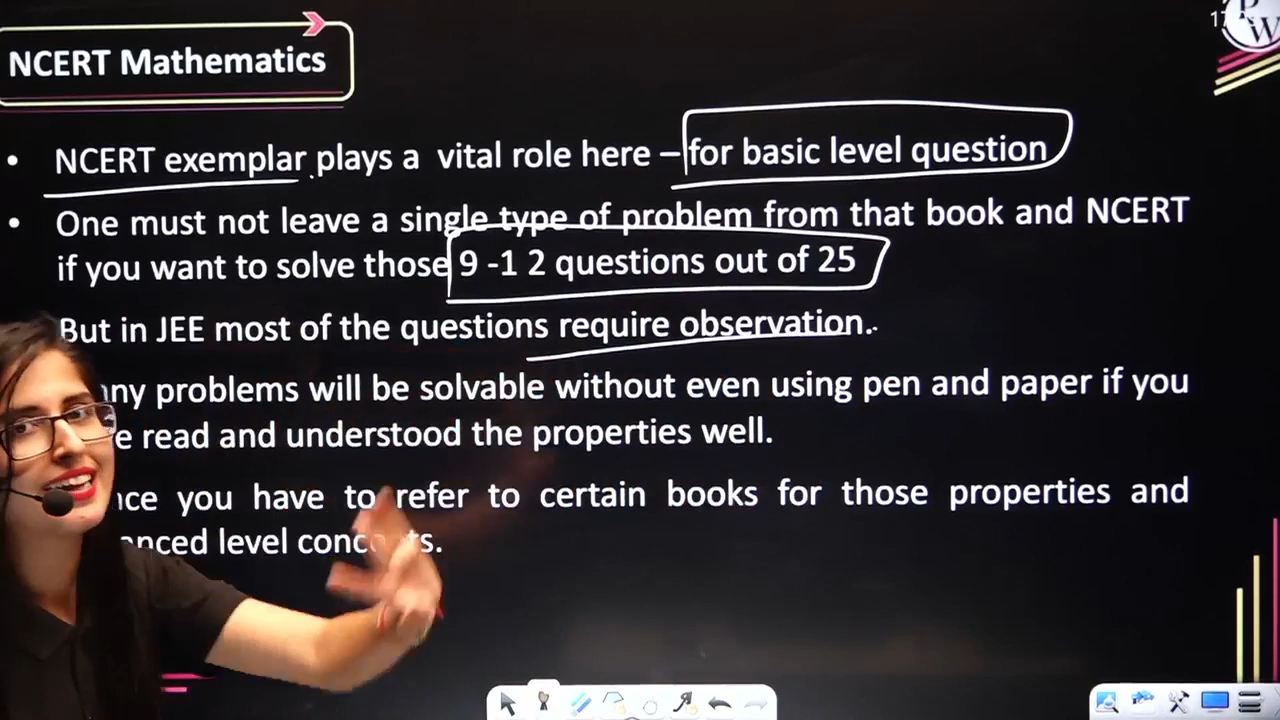 NCERT Mathematics
PW
NCERT exemplar plays a vital role here – for basic level question
One must not leave a single type of problem from that book and NCERT
if you want to solve those 9 -1 2 questions out of 25
But in JEE most of the questions require observation..
problems will be solvable without even using pen and paper if you
read and understood the properties well.
you have to refer to certain books for those properties and
level